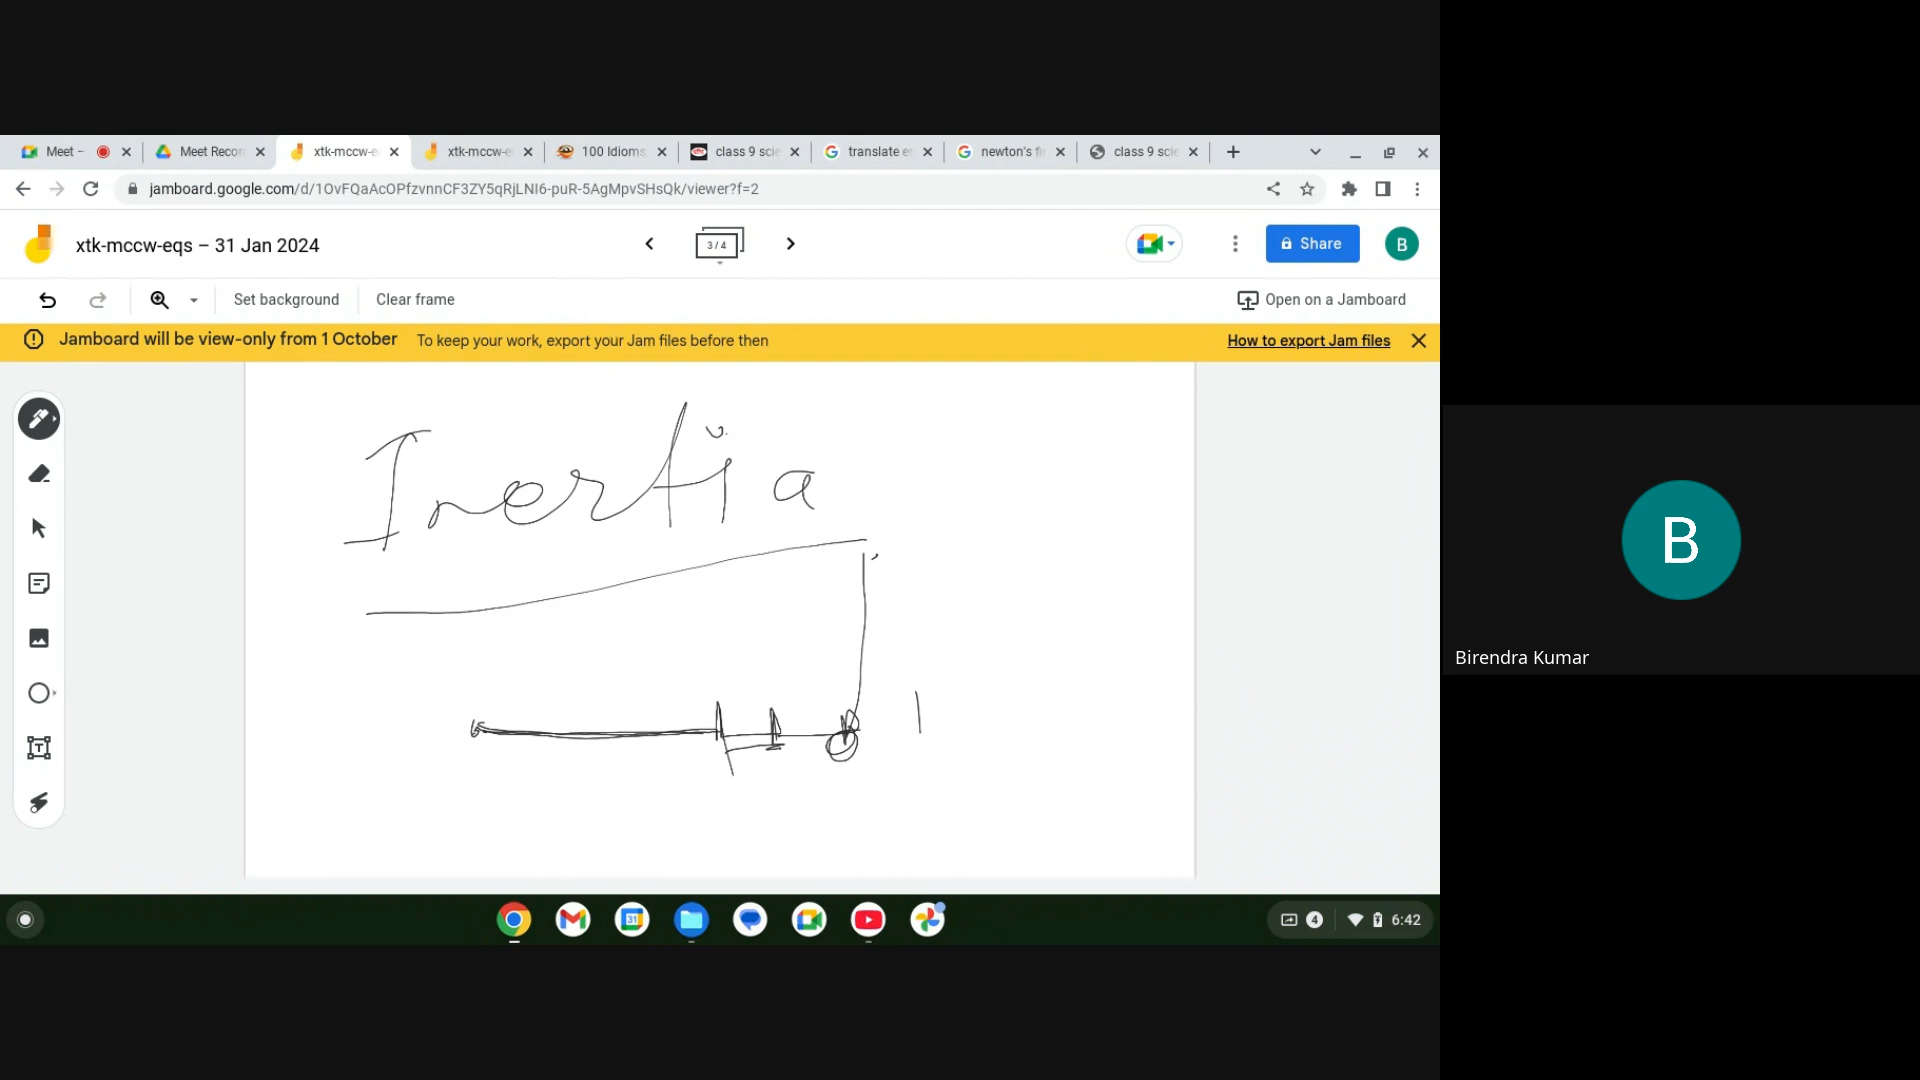 Meet – Meet Recor xtk-mccw-e xtk-mccw-e 100 Idioms class 9 scie translate e newton's fi class 9 scie
jamboard.google.com/d/1OvFQaAcOPfzvnnCF3ZY5qRjLNI6-puR-5AgMpvSHsQk/viewer?f=2
xtk-mccw-eqs – 31 Jan 2024 3 / 4 Share B
Set background Clear frame Open on a Jamboard
Jamboard will be view-only from 1 October To keep your work, export your Jam files before then How to export Jam files
Inertia
B
Birendra Kumar
31 4 6:42